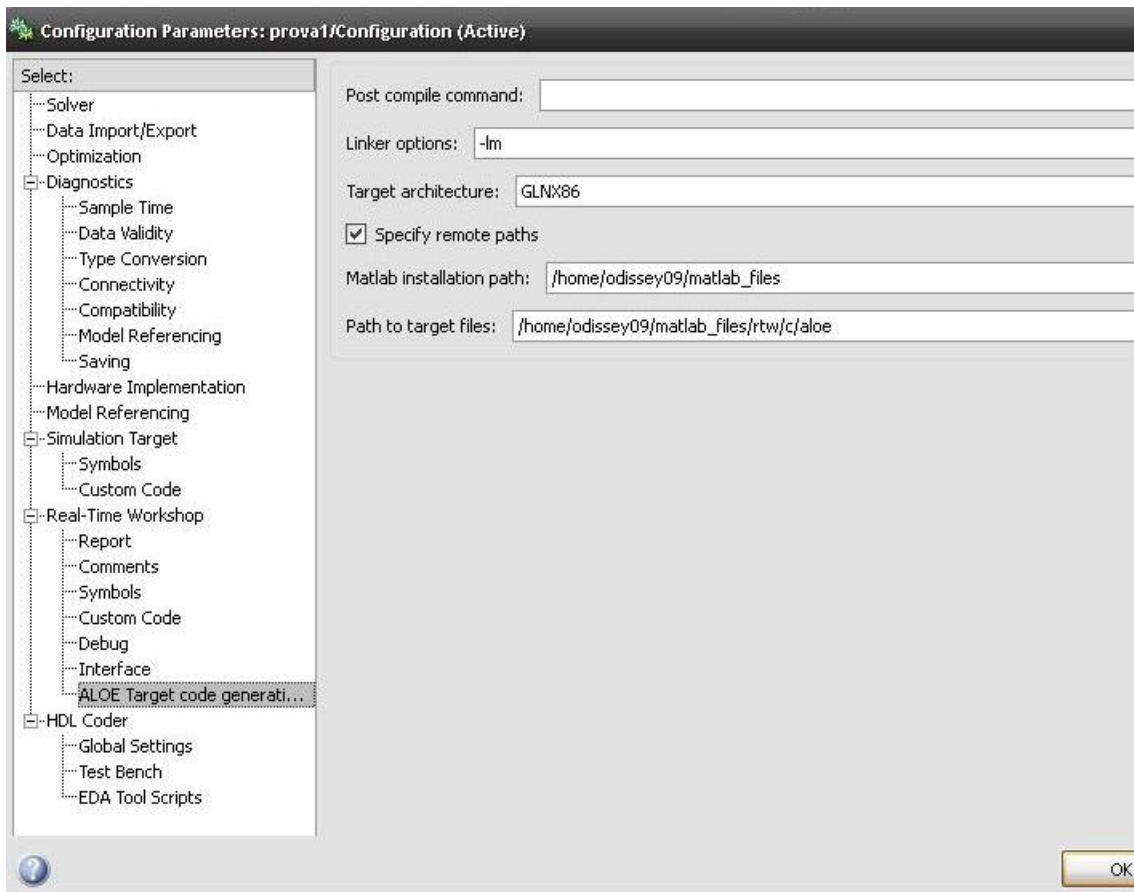 Configuration Parameters: prova1/Configuration (Active)
Select:
Solver
Data Import/Export
Optimization
Diagnostics
Sample Time
Data Validity
Type Conversion
Connectivity
Compatibility
Model Referencing
Saving
Hardware Implementation
Model Referencing
Simulation Target
Symbols
Custom Code
Real-Time Workshop
Report
Comments
Symbols
Custom Code
Debug
Interface
ALOE Target code generati...
HDL Coder
Global Settings
Test Bench
EDA Tool Scripts
Post compile command:
Linker options: -lm
Target architecture: GLNX86
Specify remote paths
Matlab installation path: /home/odissey09/matlab_files
Path to target files: /home/odissey09/matlab_files/rtw/c/aloe
OK